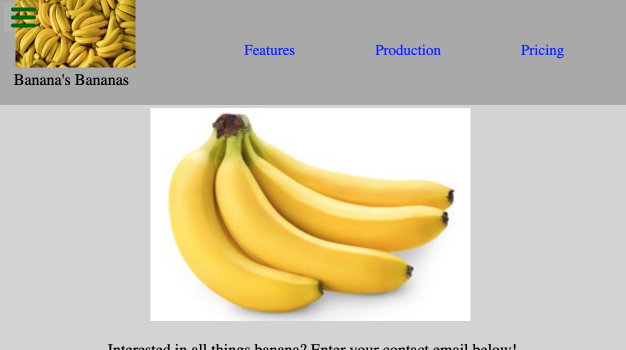 Features
Production
Pricing
Banana's Bananas
Interested in all things banana? Enter your contact email below!